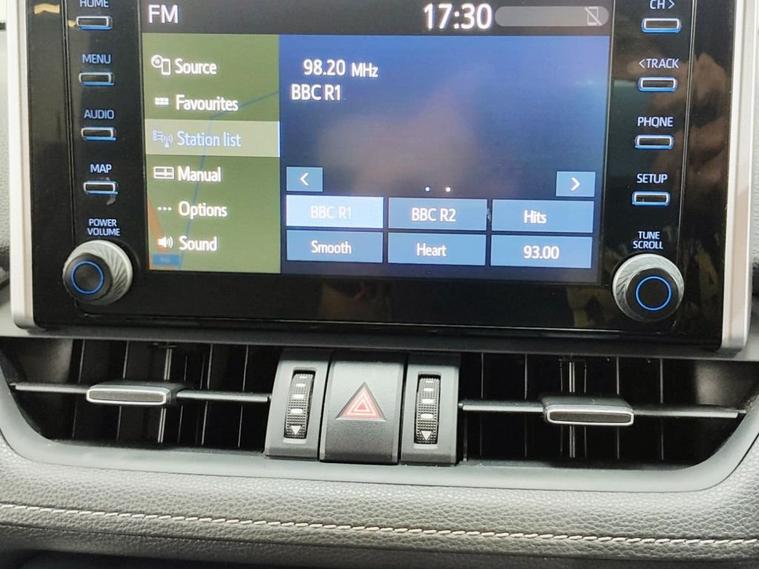 HOME
FM
17:30
CH >
MENU
Source
98.20 MHz
BBC R1
<TRACK
Favourites
AUDIO
Station list
PHONE
MAP
Manual
<
>
SETUP
POWER
VOLUME
Options
BBC R1
BBC R2
Hits
TUNE
SCROLL
Sound
Smooth
Heart
93.00